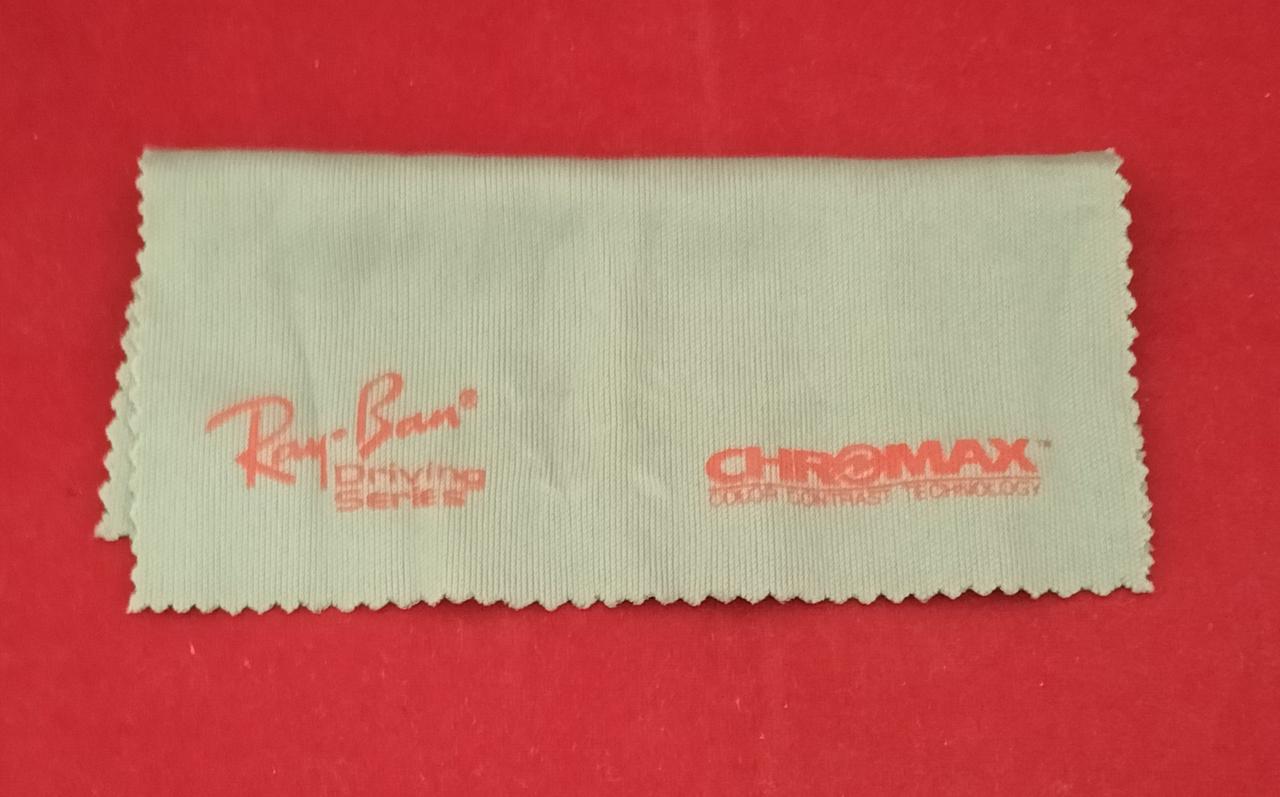 Ray-Ban®
Driving
Series
CHROMAX™
COLOR CONTRAST TECHNOLOGY